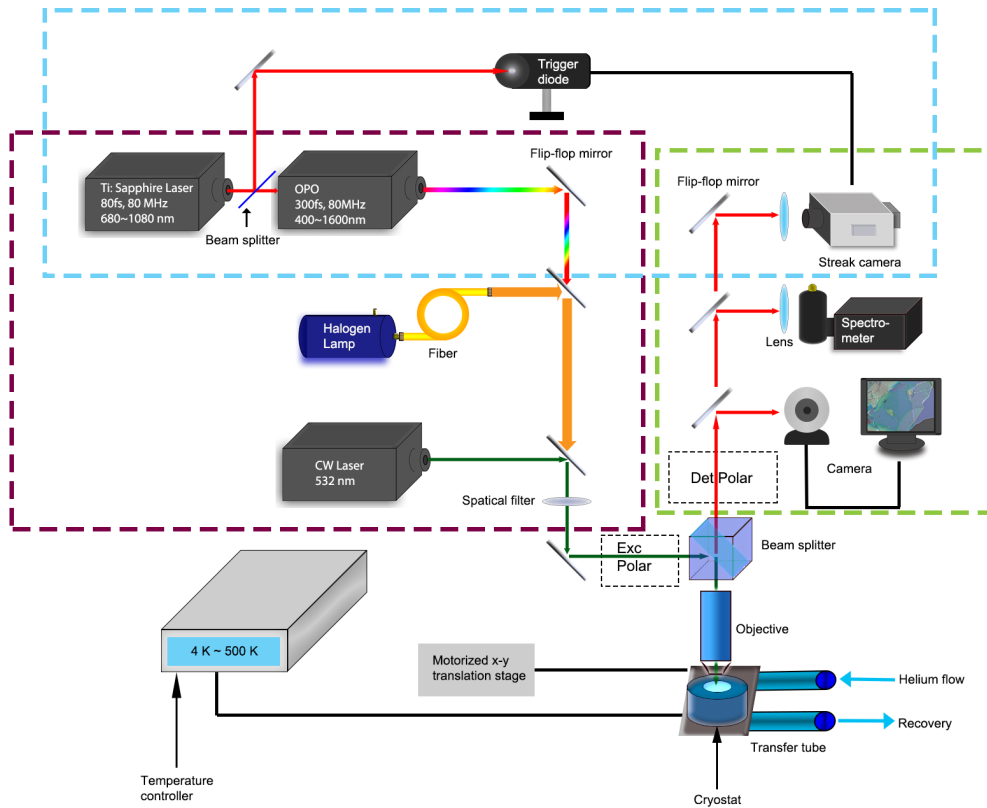 Trigger
diode
Flip-flop mirror
Ti: Sapphire Laser
80fs, 80 MHz
680~1080 nm
OPO
300fs, 80MHz
400~1600nm
Beam splitter
Flip-flop mirror
Streak camera
Halogen
Lamp
Fiber
Lens
Spectro-
meter
CW Laser
532 nm
Camera
Det Polar
Spatical filter
Exc
Polar
Beam splitter
4 K ~ 500 K
Objective
Motorized x-y
translation stage
Helium flow
Recovery
Transfer tube
Temperature
controller
Cryostat